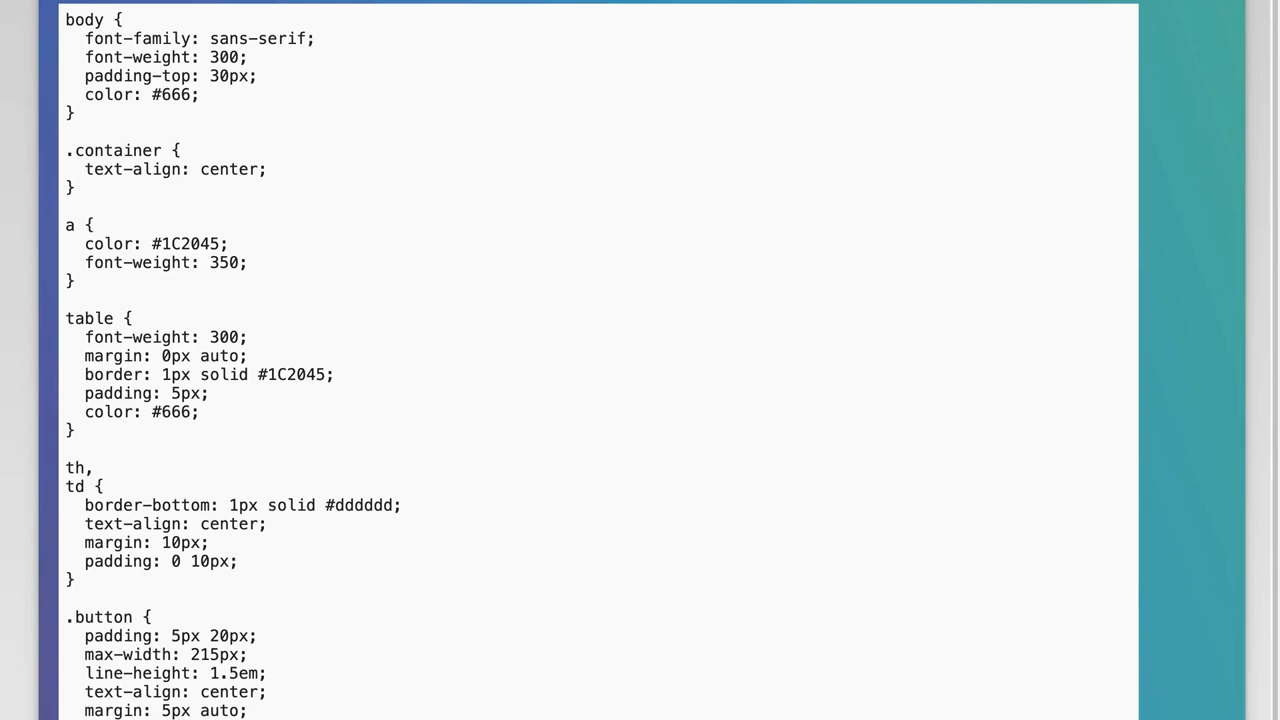 body {
  font-family: sans-serif;
  font-weight: 300;
  padding-top: 30px;
  color: #666;
}

.container {
  text-align: center;
}

a {
  color: #1C2045;
  font-weight: 350;
}

table {
  font-weight: 300;
  margin: 0px auto;
  border: 1px solid #1C2045;
  padding: 5px;
  color: #666;
}

th,
td {
  border-bottom: 1px solid #dddddd;
  text-align: center;
  margin: 10px;
  padding: 0 10px;
}

.button {
  padding: 5px 20px;
  max-width: 215px;
  line-height: 1.5em;
  text-align: center;
  margin: 5px auto;